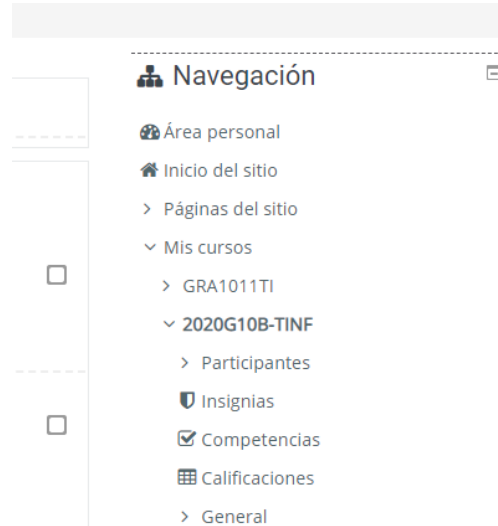 Navegación
Área personal
Inicio del sitio
Páginas del sitio
Mis cursos
GRA1011TI
2020G10B-TINF
Participantes
Insignias
Competencias
Calificaciones
General